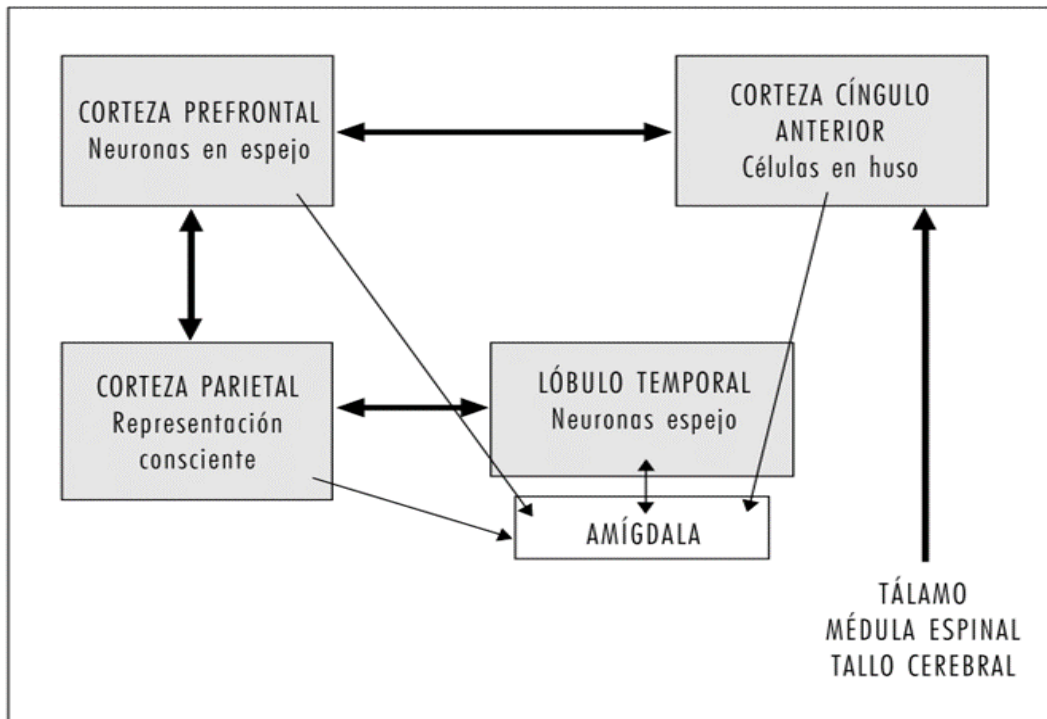 CORTEZA PREFRONTAL
Neuronas en espejo
CORTEZA CÍNGULO
ANTERIOR
Células en huso
CORTEZA PARIETAL
Representación
consciente
LÓBULO TEMPORAL
Neuronas espejo
AMÍGDALA
TÁLAMO
MÉDULA ESPINAL
TALLO CEREBRAL